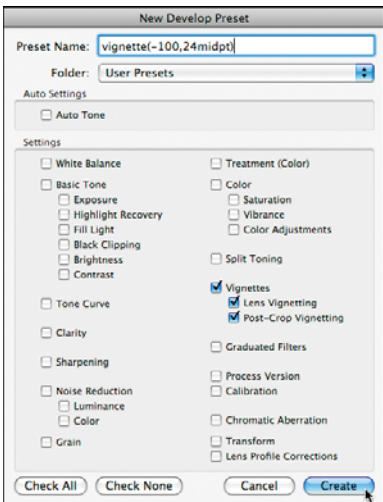 New Develop Preset
Preset Name: vignette(-100,24midpt)
Folder: User Presets
Auto Settings
Auto Tone
Settings
White Balance
Basic Tone
Exposure
Highlight Recovery
Fill Light
Black Clipping
Brightness
Contrast
Tone Curve
Clarity
Sharpening
Noise Reduction
Luminance
Color
Grain
Treatment (Color)
Color
Saturation
Vibrance
Color Adjustments
Split Toning
Vignettes
Lens Vignetting
Post-Crop Vignetting
Graduated Filters
Process Version
Calibration
Chromatic Aberration
Transform
Lens Profile Corrections
Check All Check None Cancel Create